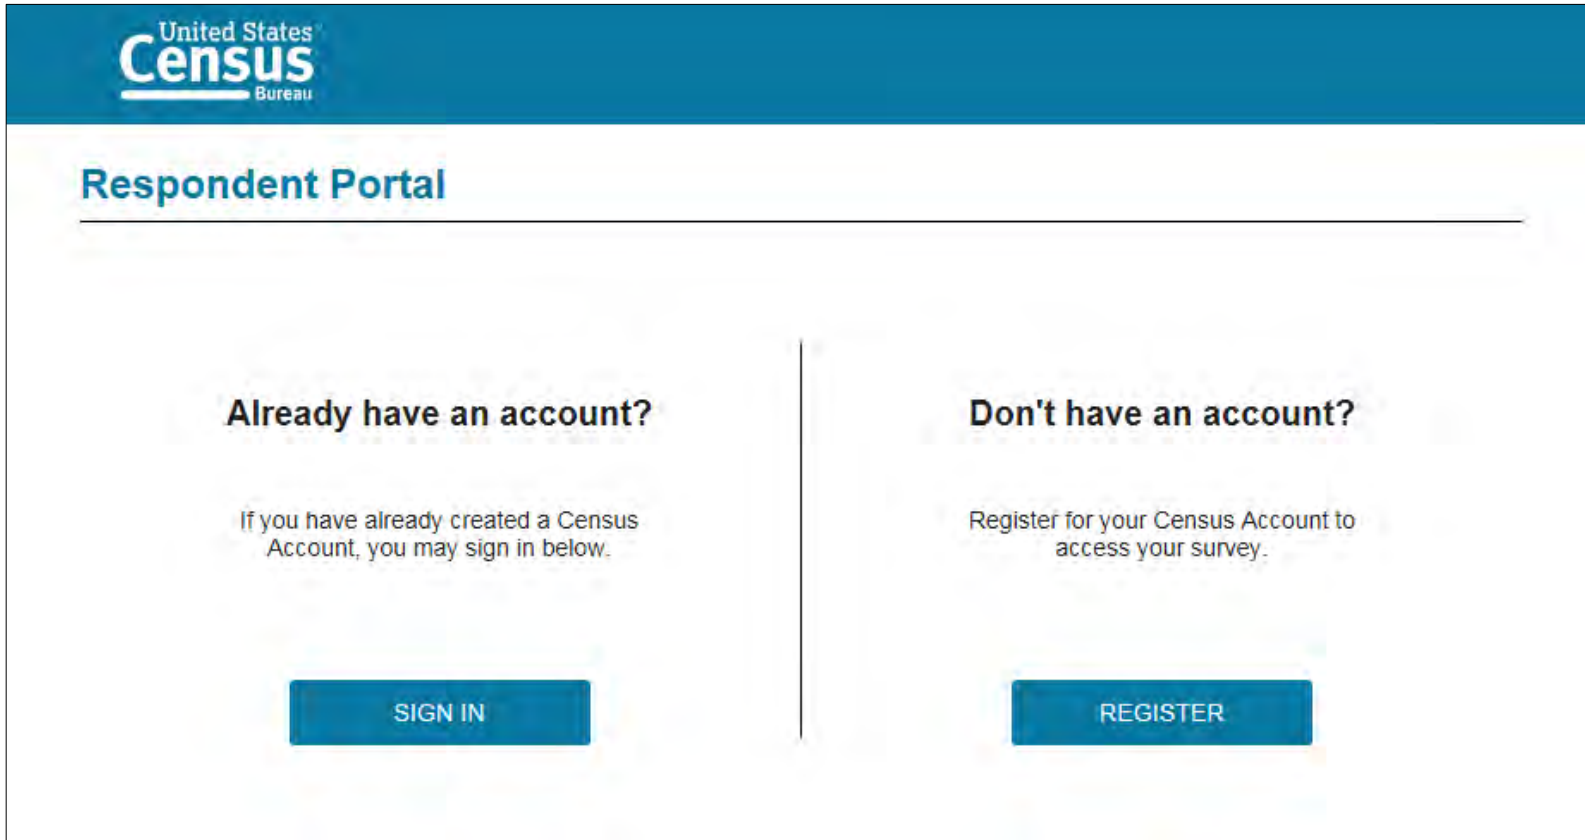 United States
Census
Bureau
Respondent Portal
Already have an account?
If you have already created a Census
Account, you may sign in below.
SIGN IN
Don't have an account?
Register for your Census Account to
access your survey.
REGISTER